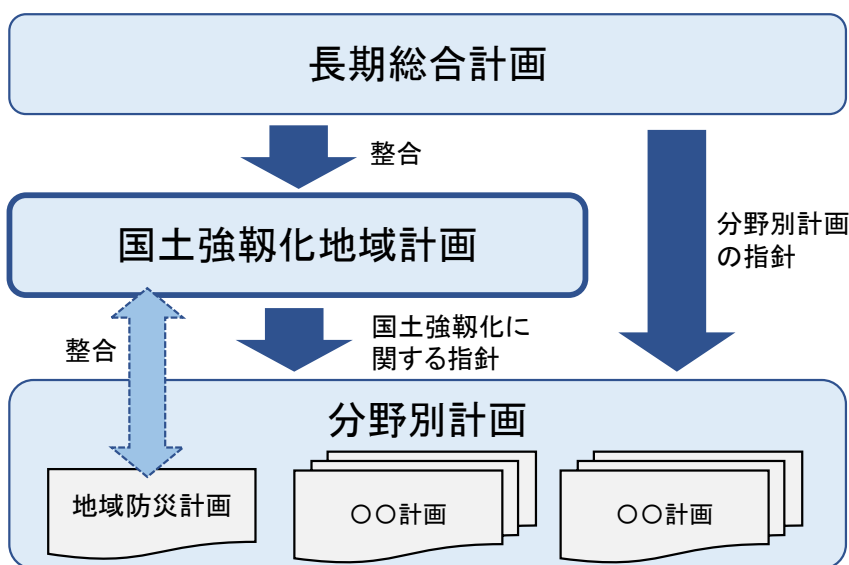 長期総合計画
整合
国土強靱化地域計画
分野別計画
の指針
国土強靱化に
関する指針
整合
分野別計画
地域防災計画
〇〇計画
〇〇計画